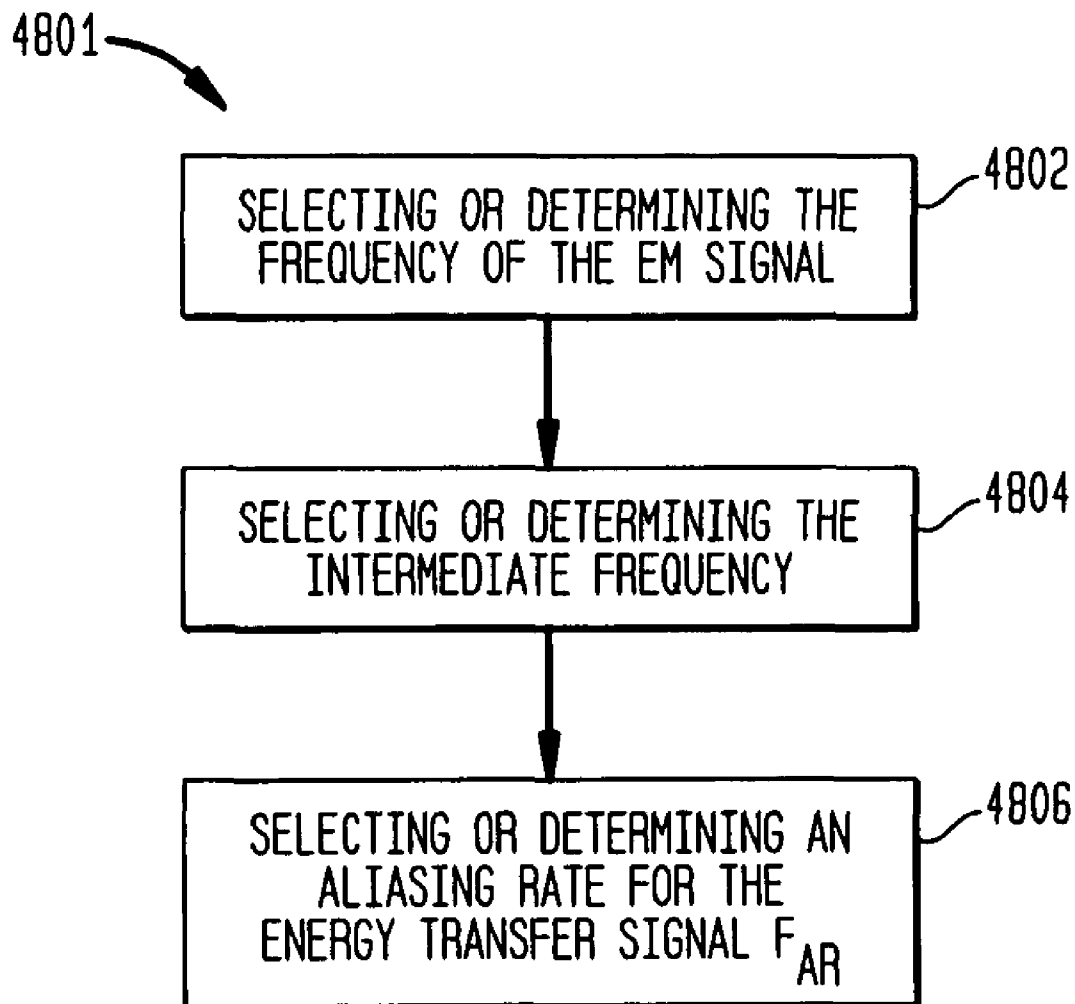 4801
SELECTING OR DETERMINING THE
FREQUENCY OF THE EM SIGNAL
4802
SELECTING OR DETERMINING THE
INTERMEDIATE FREQUENCY
4804
SELECTING OR DETERMINING AN
ALIASING RATE FOR THE
ENERGY TRANSFER SIGNAL F_AR
4806